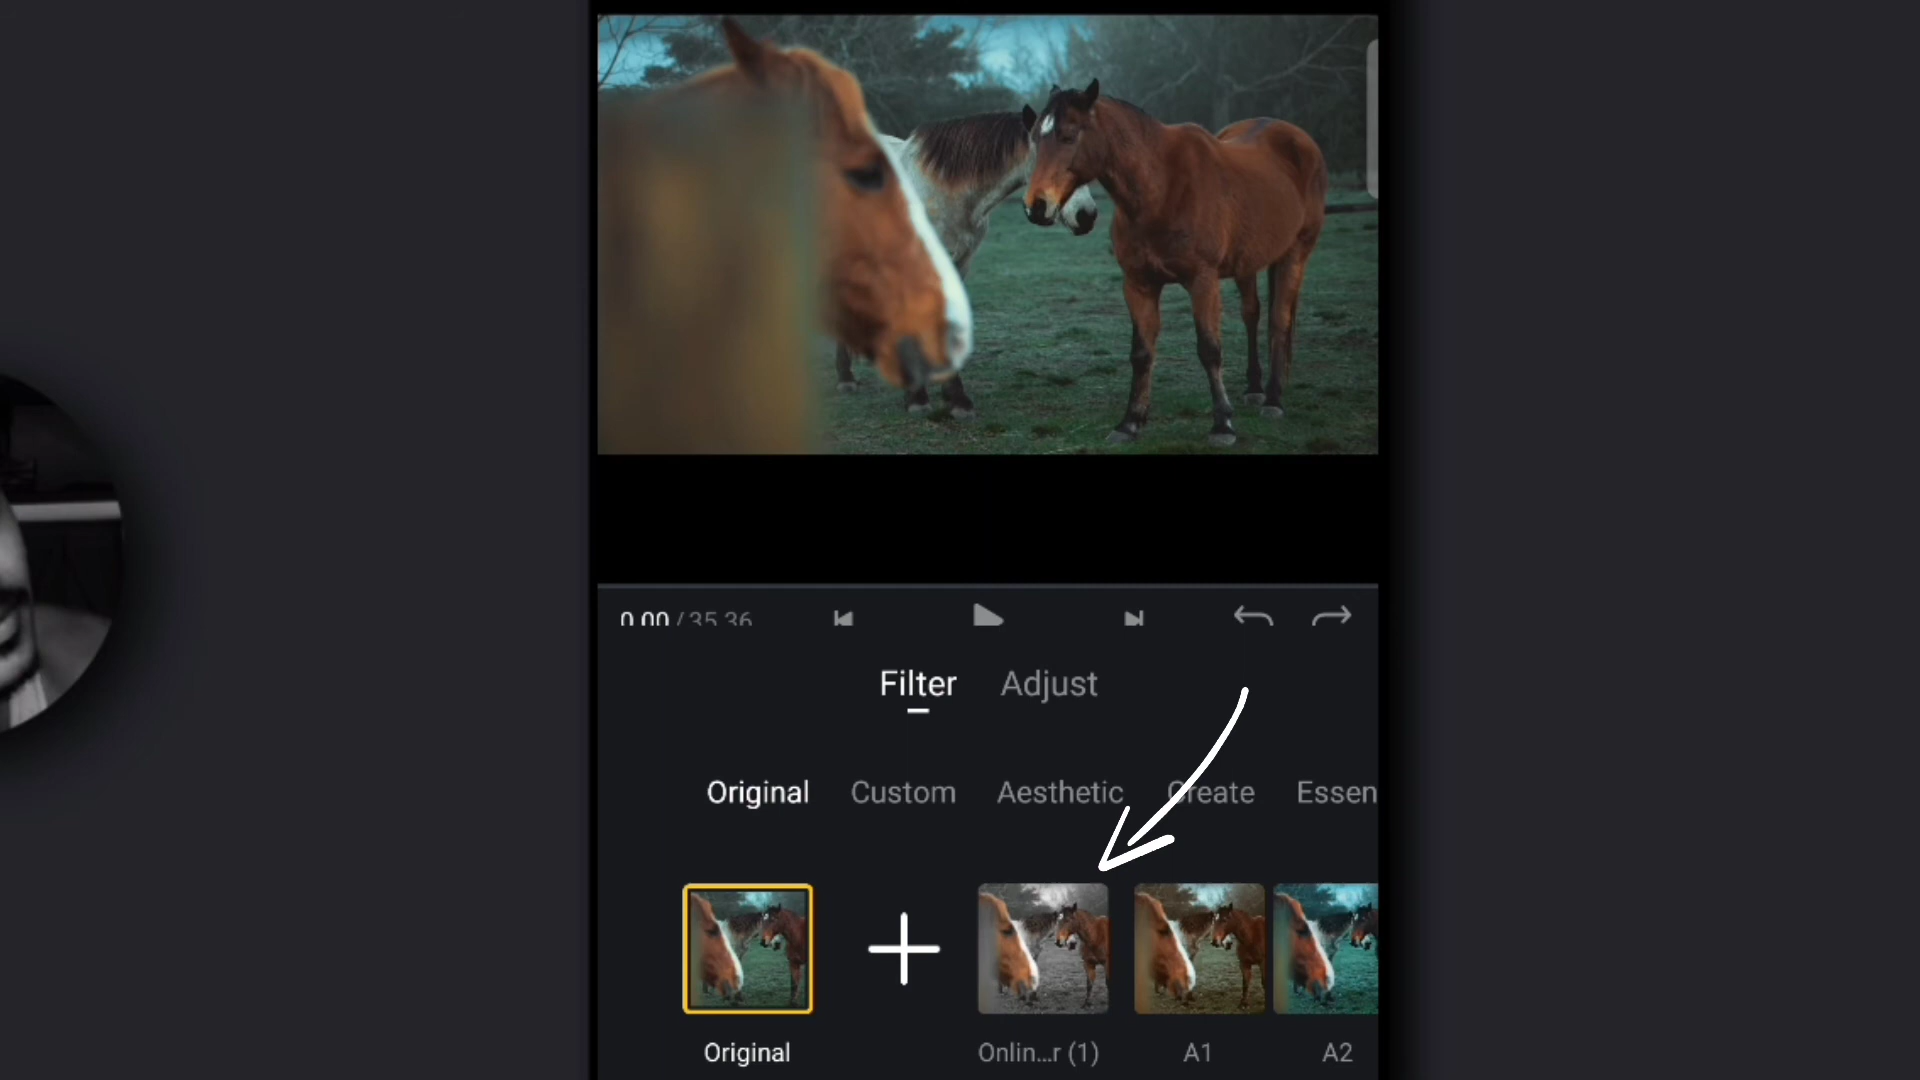 0.00 / 35.36
Filter Adjust
Original Custom Aesthetic Create Essen
Original Onlin...r (1) A1 A2